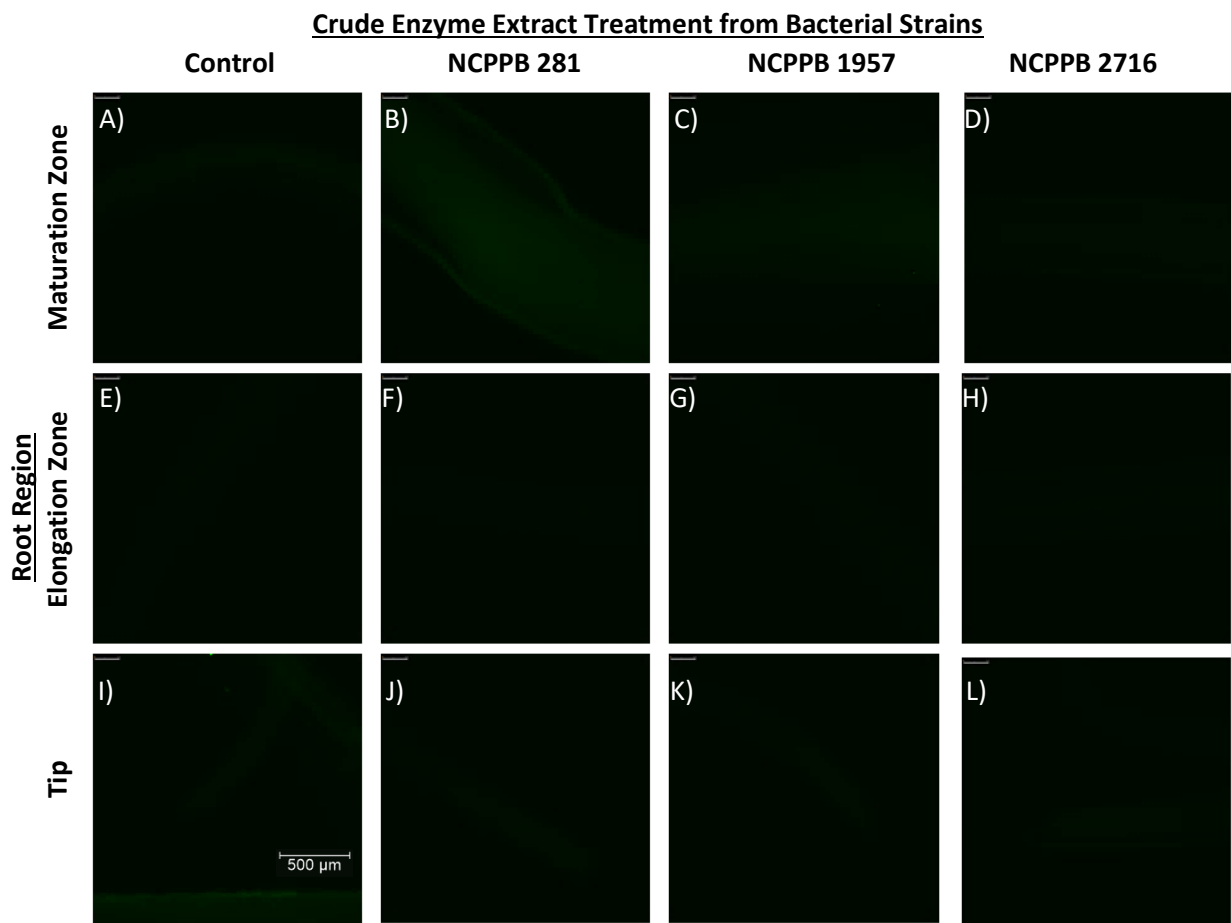 Crude Enzyme Extract Treatment from Bacterial Strains
Control NCPPB 281 NCPPB 1957 NCPPB 2716
Root Region
Maturation Zone
A) B) C) D)
Elongation Zone
E) F) G) H)
Tip
I) J) K) L)
500 µm